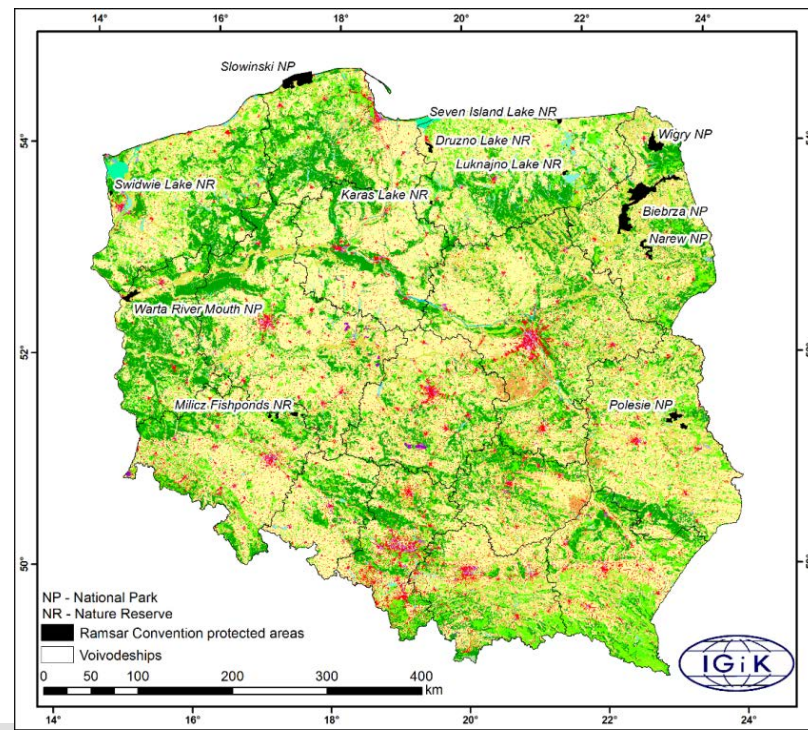 14° 16° 18° 20° 22° 24°
Slowinski NP
Seven Island Lake NR
54°
54°
Wigry NP
Druzno Lake NR
Luknajno Lake NR
Swidwie Lake NR
Karas Lake NR
Biebrza NP
Narew NP
Warta River Mouth NP
52°
52°
Milicz Fishponds NR
Polesie NP
50°
50°
NP - National Park
NR - Nature Reserve
Ramsar Convention protected areas
Voivodeships
0 50 100 200 300 400
km
IGiK
14° 16° 18° 20° 22° 24°